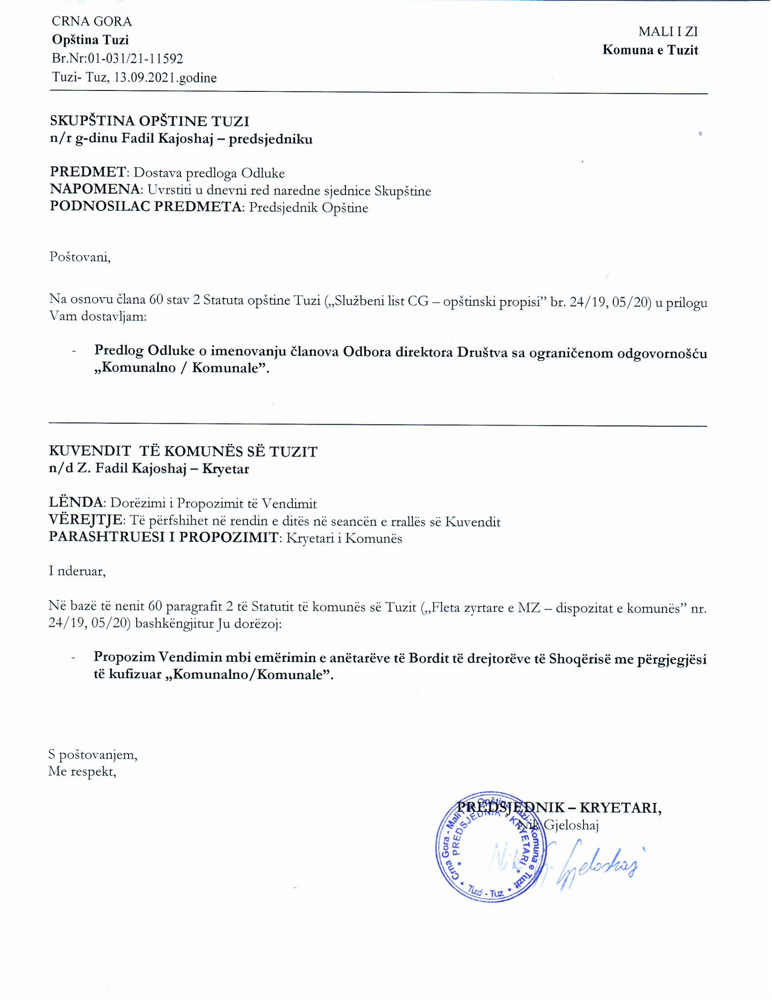 CRNA GORA
Opština Tuzi
Br.Nr:01-031/21-11592
Tuzi- Tuz, 13.09.2021.godine
MALI I ZI
Komuna e Tuzit
SKUPŠTINA OPŠTINE TUZI
n/r g-dinu Fadil Kajoshaj – predsjedniku
PREDMET: Dostava predloga Odluke
NAPOMENA: Uvrstiti u dnevni red naredne sjednice Skupštine
PODNOSILAC PREDMETA: Predsjednik Opštine
Poštovani,
Na osnovu člana 60 stav 2 Statuta opštine Tuzi („Službeni list CG – opštinski propisi” br. 24/19, 05/20) u prilogu
Vam dostavljam:
- Predlog Odluke o imenovanju članova Odbora direktora Društva sa ograničenom odgovornošću
„Komunalno / Komunale”.
KUVENDIT TË KOMUNËS SË TUZIT
n/d Z. Fadil Kajoshaj – Kryetar
LËNDA: Dorëzimi i Propozimit të Vendimit
VËREJTJE: Të përfshihet në rendin e ditës në seancën e rrallës së Kuvendit
PARASHTRUESI I PROPOZIMIT: Kryetari i Komunës
I nderuar,
Në bazë të nenit 60 paragrafit 2 të Statutit të komunës së Tuzit („Fleta zyrtare e MZ – dispozitat e komunës” nr.
24/19, 05/20) bashkëngjitur Ju dorëzoj:
- Propozim Vendimin mbi emërimin e anëtarëve të Bordit të drejtorëve të Shoqërisë me përgjegjësi
të kufizuar „Komunalno/Komunale”.
S poštovanjem,
Me respekt,
PREDSJEDNIK – KRYETARI,
Nik Gjeloshaj
Crna Gora - Mali i Zi Opština Tuzi - Komuna e Tuzit
PREDSJEDNIK - KRYETARI
Tuzi - Tuz
Nik Gjeloshaj